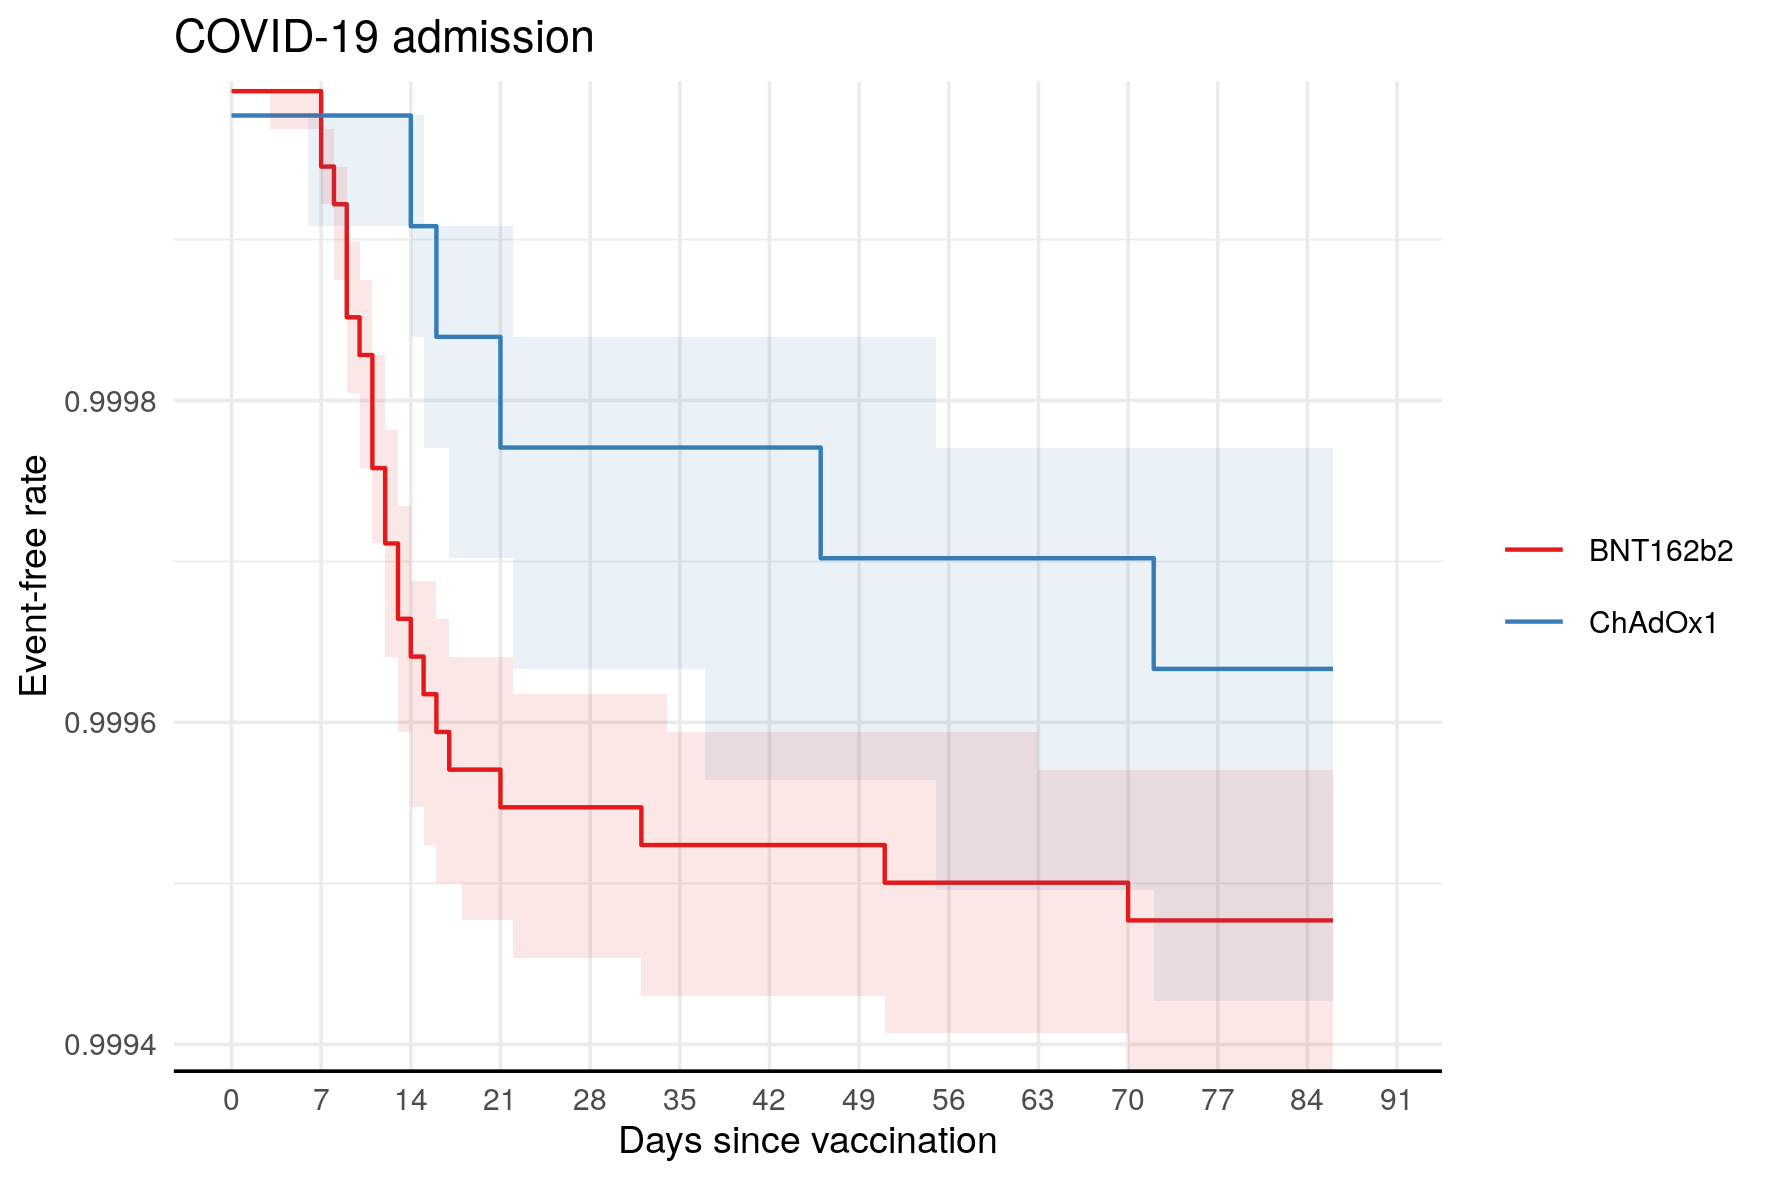 COVID-19 admission
Event-free rate
0.9998
0.9996
0.9994
0 7 14 21 28 35 42 49 56 63 70 77 84 91
Days since vaccination
BNT162b2
ChAdOx1